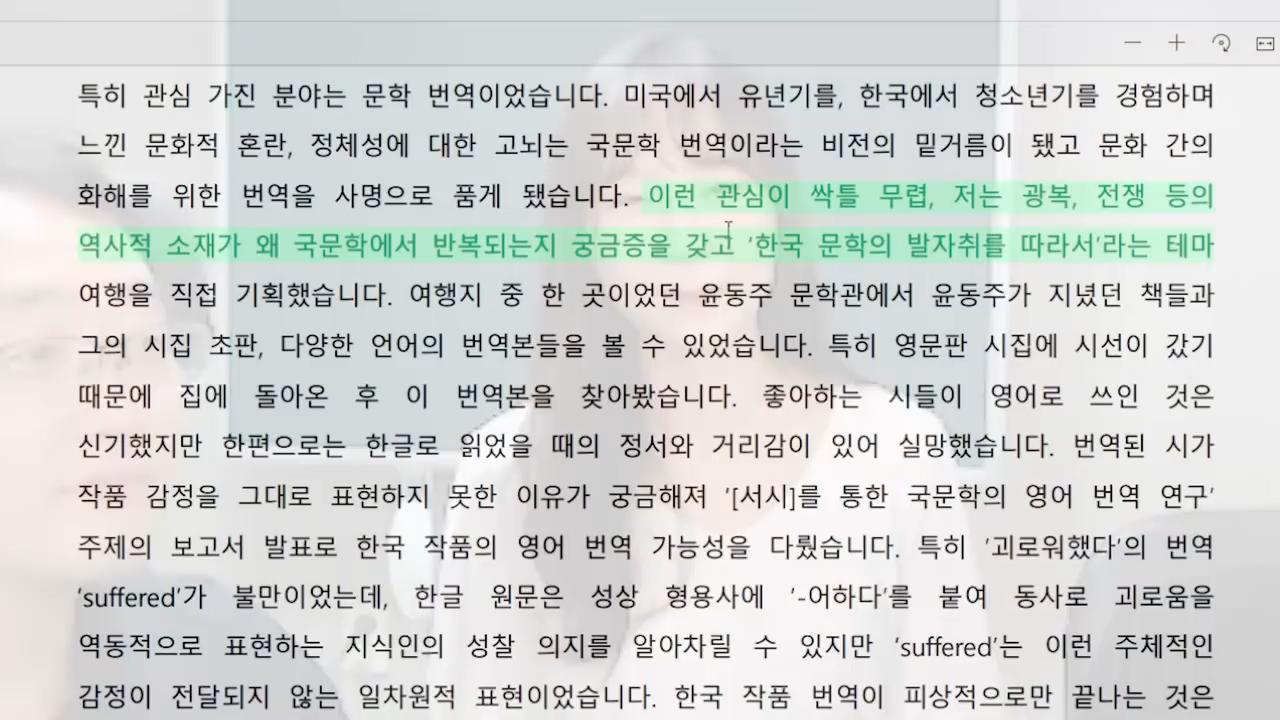 특히 관심 가진 분야는 문학 번역이었습니다. 미국에서 유년기를, 한국에서 청소년기를 경험하며
느낀 문화적 혼란, 정체성에 대한 고뇌는 국문학 번역이라는 비전의 밑거름이 됐고 문화 간의
화해를 위한 번역을 사명으로 품게 됐습니다. 이런 관심이 싹틀 무렵, 저는 광복, 전쟁 등의
역사적 소재가 왜 국문학에서 반복되는지 궁금증을 갖고 '한국 문학의 발자취를 따라서'라는 테마
여행을 직접 기획했습니다. 여행지 중 한 곳이었던 윤동주 문학관에서 윤동주가 지녔던 책들과
그의 시집 초판, 다양한 언어의 번역본들을 볼 수 있었습니다. 특히 영문판 시집에 시선이 갔기
때문에 집에 돌아온 후 이 번역본을 찾아봤습니다. 좋아하는 시들이 영어로 쓰인 것은
신기했지만 한편으로는 한글로 읽었을 때의 정서와 거리감이 있어 실망했습니다. 번역된 시가
작품 감정을 그대로 표현하지 못한 이유가 궁금해져 '[서시]를 통한 국문학의 영어 번역 연구'
주제의 보고서 발표로 한국 작품의 영어 번역 가능성을 다뤘습니다. 특히 '괴로워했다'의 번역
'suffered'가 불만이었는데, 한글 원문은 성상 형용사에 '-어하다'를 붙여 동사로 괴로움을
역동적으로 표현하는 지식인의 성찰 의지를 알아차릴 수 있지만 'suffered'는 이런 주체적인
감정이 전달되지 않는 일차원적 표현이었습니다. 한국 작품 번역이 피상적으로만 끝나는 것은